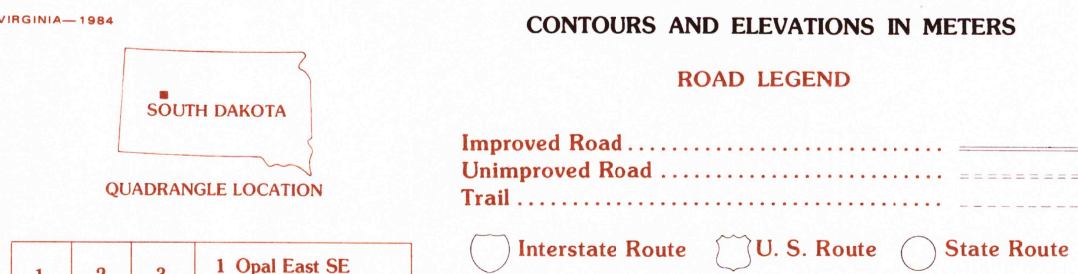 VIRGINIA—1984
SOUTH DAKOTA
QUADRANGLE LOCATION
1 Opal East SE
CONTOURS AND ELEVATIONS IN METERS
ROAD LEGEND
Improved Road
Unimproved Road
Trail
Interstate Route U. S. Route State Route